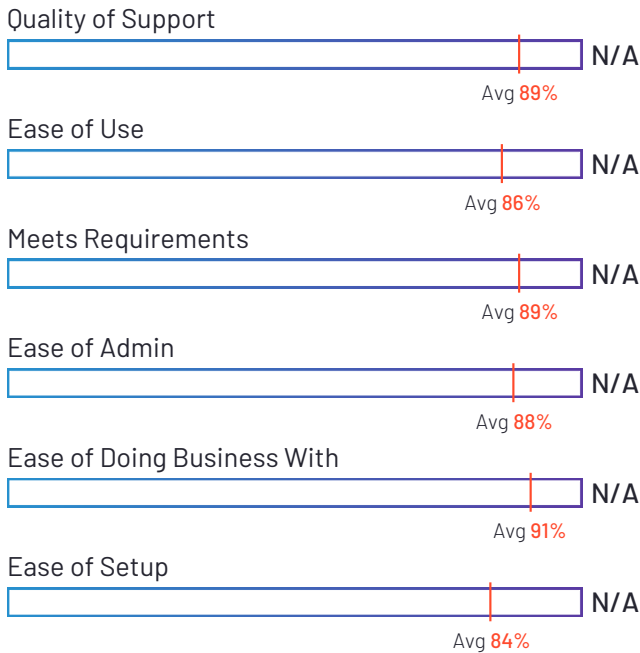 Quality of Support
N/A
Avg 89%
Ease of Use
N/A
Avg 86%
Meets Requirements
N/A
Avg 89%
Ease of Admin
N/A
Avg 88%
Ease of Doing Business With
N/A
Avg 91%
Ease of Setup
N/A
Avg 84%